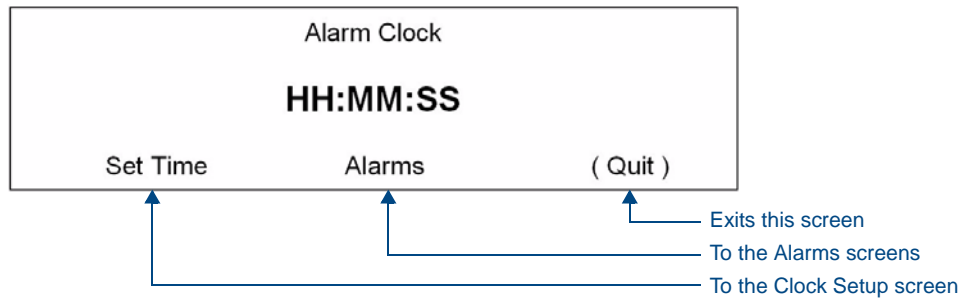 Alarm Clock
HH:MM:SS
Set Time Alarms ( Quit )
Exits this screen
To the Alarms screens
To the Clock Setup screen